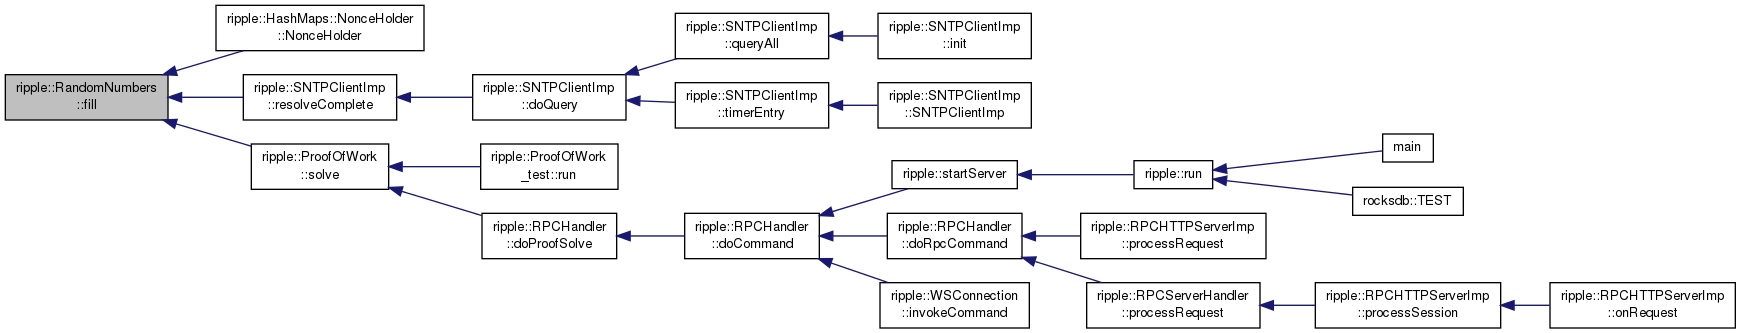 ripple::RandomNumbers
::fill
ripple::HashMaps::NonceHolder
::NonceHolder
ripple::SNTPClientImp
::resolveComplete
ripple::ProofOfWork
::solve
ripple::SNTPClientImp
::doQuery
ripple::ProofOfWork
_test::run
ripple::RPCHandler
::doProofSolve
ripple::SNTPClientImp
::queryAll
ripple::SNTPClientImp
::timerEntry
ripple::RPCHandler
::doCommand
ripple::SNTPClientImp
::init
ripple::SNTPClientImp
::SNTPClientImp
ripple::startServer
ripple::RPCHandler
::doRpcCommand
ripple::WSConnection
::invokeCommand
ripple::run
ripple::RPCHTTPServerImp
::processRequest
ripple::RPCServerHandler
::processRequest
main
rocksdb::TEST
ripple::RPCHTTPServerImp
::processSession
ripple::RPCHTTPServerImp
::onRequest